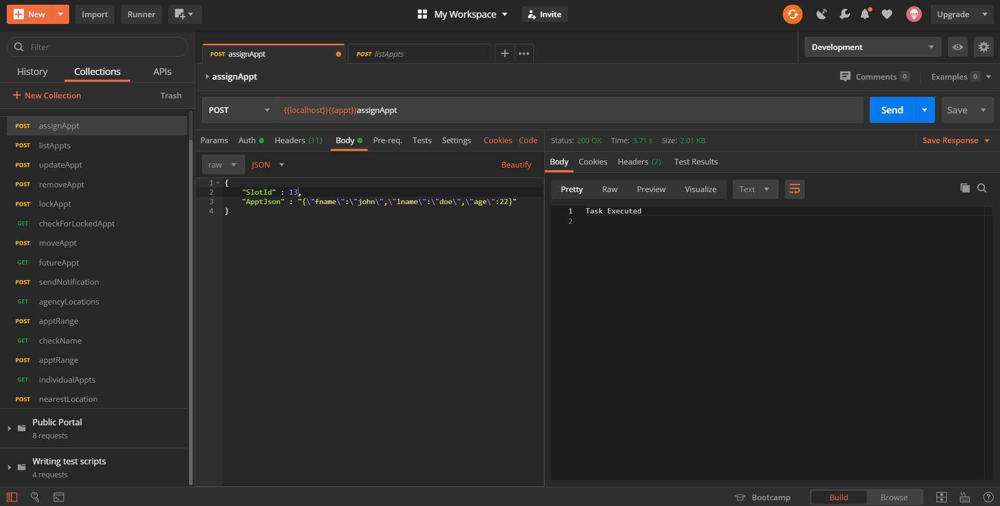 New Import Runner My Workspace Invite Upgrade
Filter
History Collections APIs
New Collection Trash
POST assignAppt
POST listAppts
POST updateAppt
POST removeAppt
POST lockAppt
GET checkForLockedAppt
POST moveAppt
GET futureAppt
POST sendNotification
GET agencyLocations
POST apptRange
GET checkName
POST apptRange
GET individualAppts
POST nearestLocation
Public Portal
8 requests
Writing test scripts
4 requests
POST assignAppt POST listAppts Development
assignAppt Comments 0 Examples 0
POST {{localhost}}{{appt}}assignAppt Send Save
Params Auth Headers (11) Body Pre-req. Tests Settings Cookies Code
raw JSON Beautify
1 {
2 "SlotId" : 13,
3 "ApptJson" : "{\"fname\":\"john\",\"lname\":\"doe\",\"age\":22}"
4 }
Status: 200 OK Time: 3.71 s Size: 2.01 KB Save Response
Body Cookies Headers (7) Test Results
Pretty Raw Preview Visualize Text
1 Task Executed
2
Bootcamp Build Browse